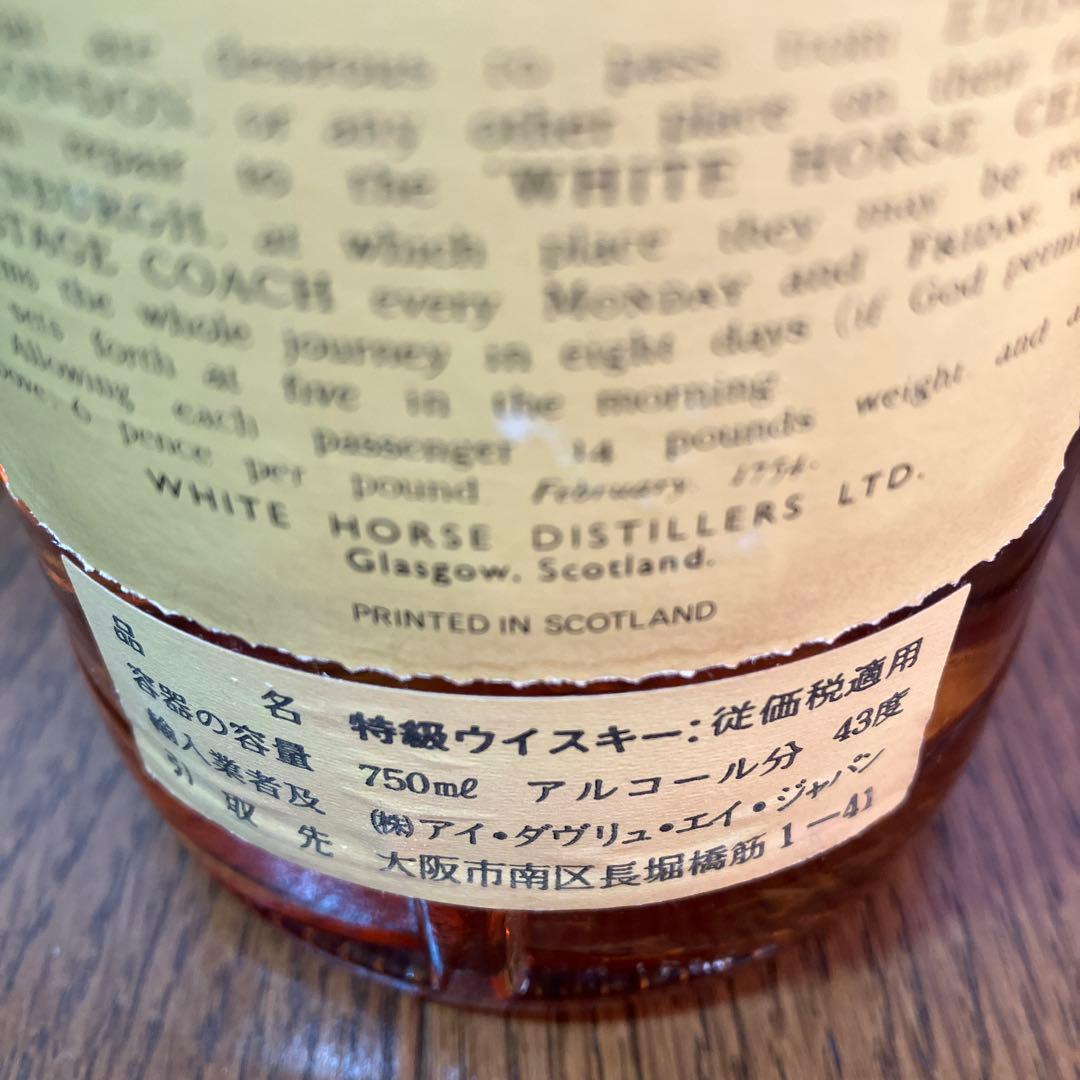 desirous to pass from
or any other place on their
repair to the WHITE HORSE
at which place they may be
STAGE COACH every MONDAY and FRIDAY,
the whole journey in eight days (if God
sets forth at five in the morning
Allowing each passenger 14 pounds weight, and
6 pence per pound February, 1754.
WHITE HORSE DISTILLERS LTD.
Glasgow, Scotland.
PRINTED IN SCOTLAND
品名 特級ウイスキー:従価税適用
容器の容量 750mℓ アルコール分 43度
輸入業者及 (株)アイ・ダヴリュ・エイ・ジャパン
引取先 大阪市南区長堀橋筋1-41